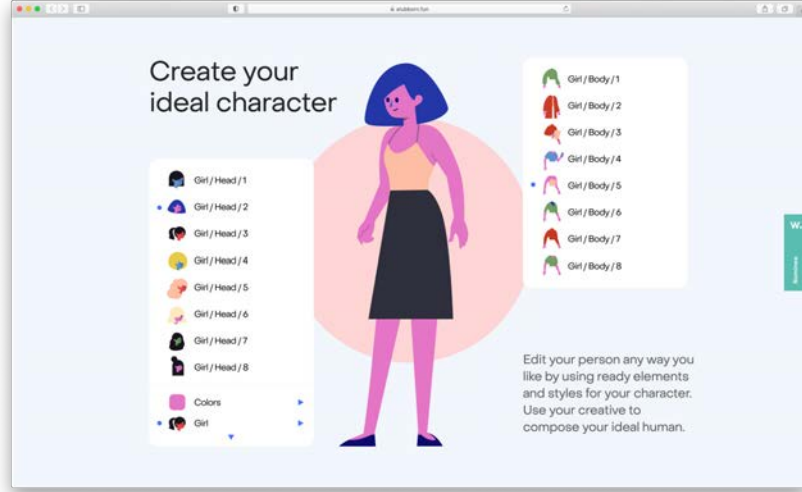 stubborn.fun
Create your
ideal character
Girl / Head / 1
Girl / Head / 2
Girl / Head / 3
Girl / Head / 4
Girl / Head / 5
Girl / Head / 6
Girl / Head / 7
Girl / Head / 8
Colors
Girl
Girl / Body / 1
Girl / Body / 2
Girl / Body / 3
Girl / Body / 4
Girl / Body / 5
Girl / Body / 6
Girl / Body / 7
Girl / Body / 8
W.
Nominee
Edit your person any way you
like by using ready elements
and styles for your character.
Use your creative to
compose your ideal human.